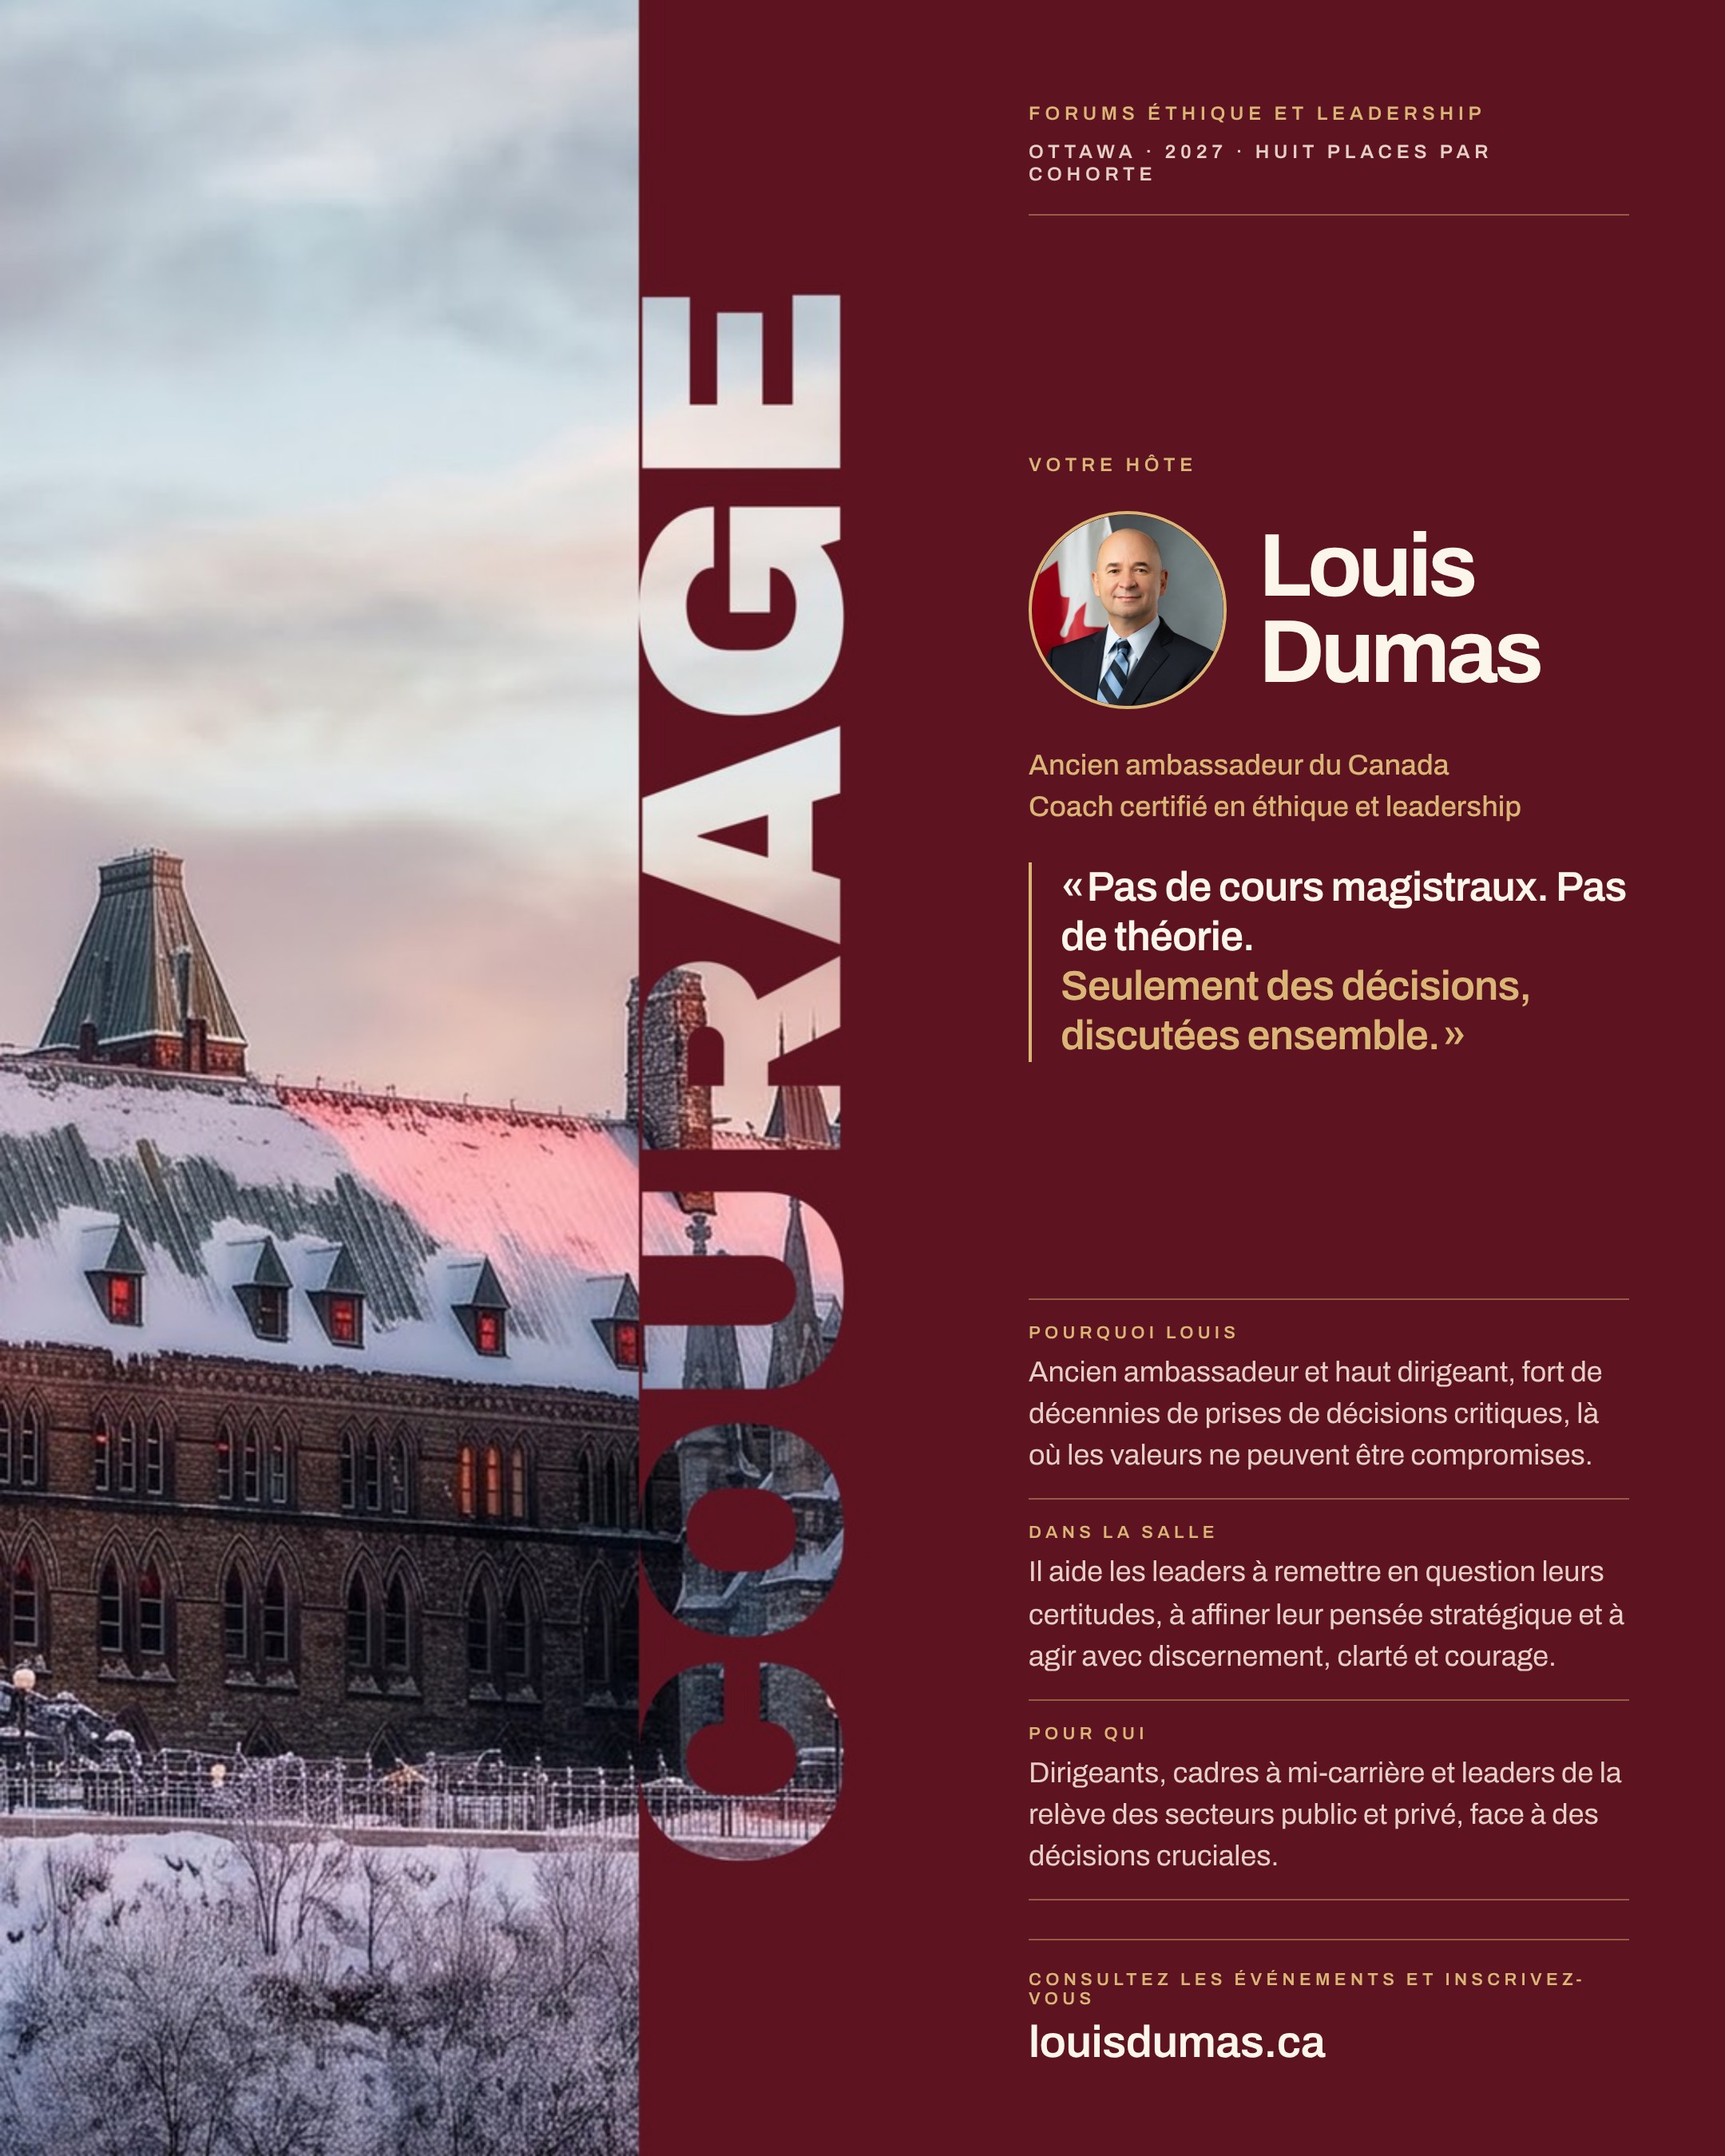 FORUMS ÉTHIQUE ET LEADERSHIP
OTTAWA · 2027 · HUIT PLACES PAR
COHORTE
COURAGE
VOTRE HÔTE
Louis
Dumas
Ancien ambassadeur du Canada
Coach certifié en éthique et leadership
« Pas de cours magistraux. Pas
de théorie.
Seulement des décisions,
discutées ensemble. »
POURQUOI LOUIS
Ancien ambassadeur et haut dirigeant, fort de
décennies de prises de décisions critiques, là
où les valeurs ne peuvent être compromises.
DANS LA SALLE
Il aide les leaders à remettre en question leurs
certitudes, à affiner leur pensée stratégique et à
agir avec discernement, clarté et courage.
POUR QUI
Dirigeants, cadres à mi-carrière et leaders de la
relève des secteurs public et privé, face à des
décisions cruciales.
CONSULTEZ LES ÉVÉNEMENTS ET INSCRIVEZ-
VOUS
louisdumas.ca